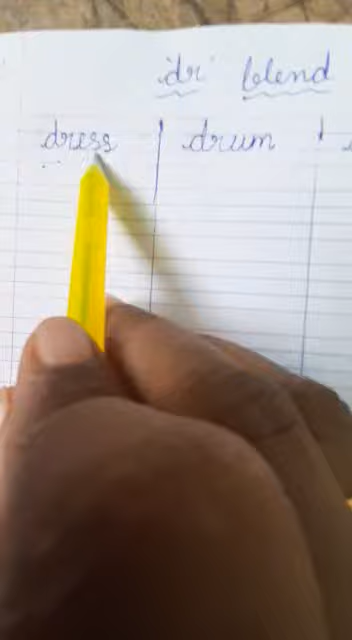 'dr' blend
dress | drum |